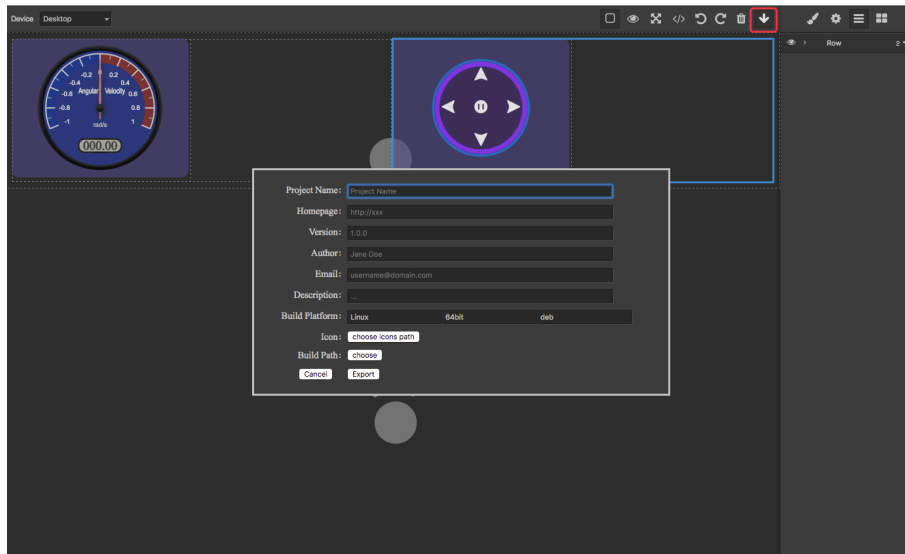 Device Desktop
Row 2
-0.2 0.2
-0.4 0.4
-0.6 Angular Velocity 0.6
-0.8 0.8
-1 rad/s 1
000.00
Project Name: Project Name
Homepage: http://xxx
Version: 1.0.0
Author: Jane Doe
Email: username@domain.com
Description: ...
Build Platform: Linux 64bit deb
Icon: choose icons path
Build Path: choose
Cancel Export